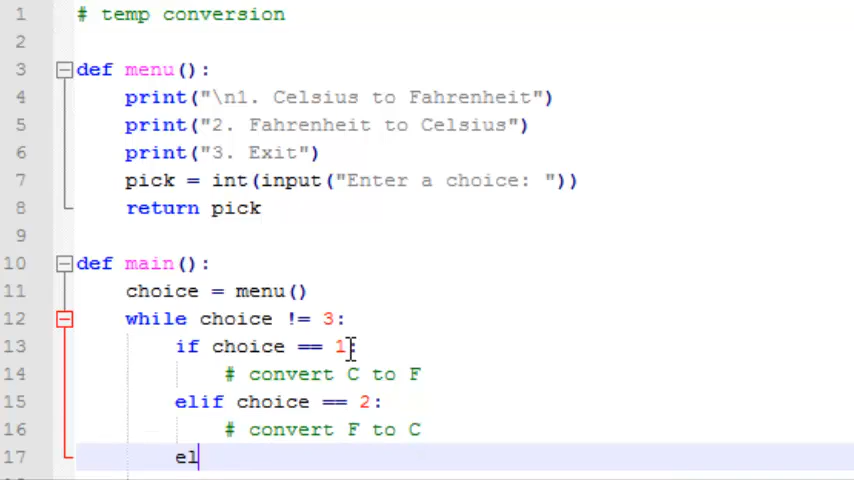 1 # temp conversion
2
3 def menu():
4     print("\n1. Celsius to Fahrenheit")
5     print("2. Fahrenheit to Celsius")
6     print("3. Exit")
7     pick = int(input("Enter a choice: "))
8     return pick
9
10 def main():
11     choice = menu()
12     while choice != 3:
13         if choice == 1:
14             # convert C to F
15         elif choice == 2:
16             # convert F to C
17         el